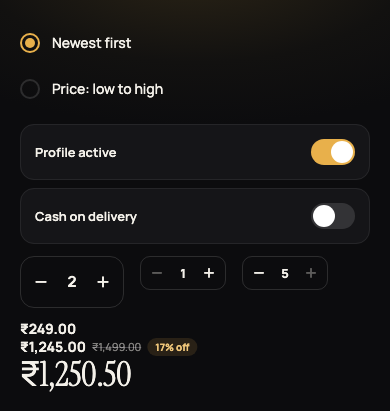 Newest first
Price: low to high
Profile active
Cash on delivery
− 2 + − 1 + − 5 +
₹249.00
₹1,245.00 ₹1,499.00 17% off
₹1,250.50